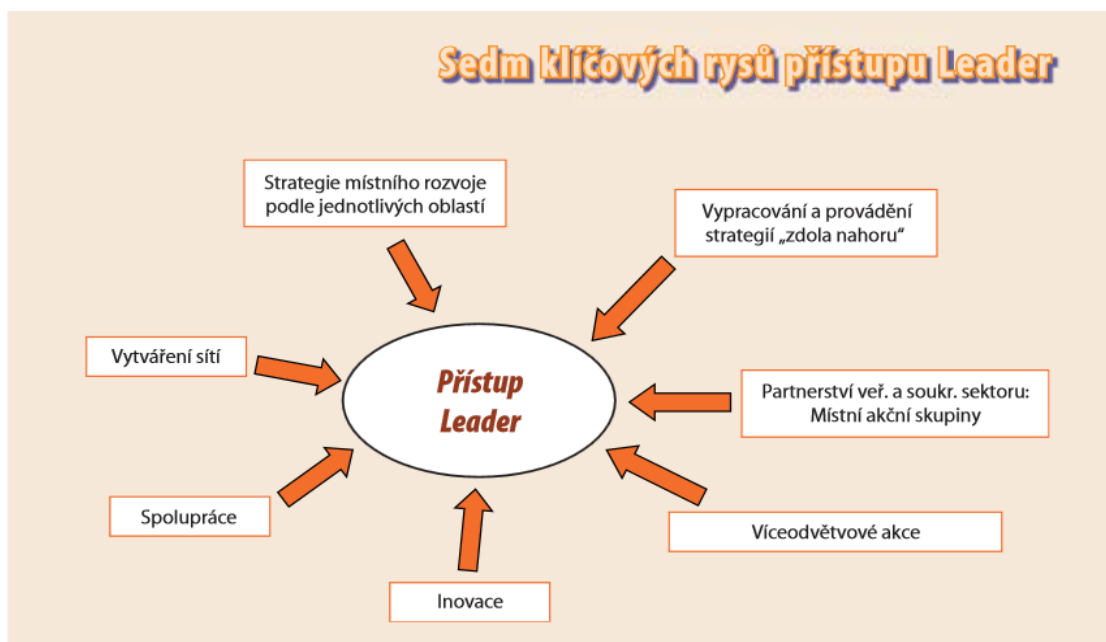 Sedm klíčových rysů přístupu Leader
Strategie místního rozvoje
podle jednotlivých oblastí
Vypracování a provádění
strategií „zdola nahoru“
Vytváření sítí
Přístup
Leader
Partnerství veř. a soukr. sektoru:
Místní akční skupiny
Spolupráce
Víceodvětvové akce
Inovace